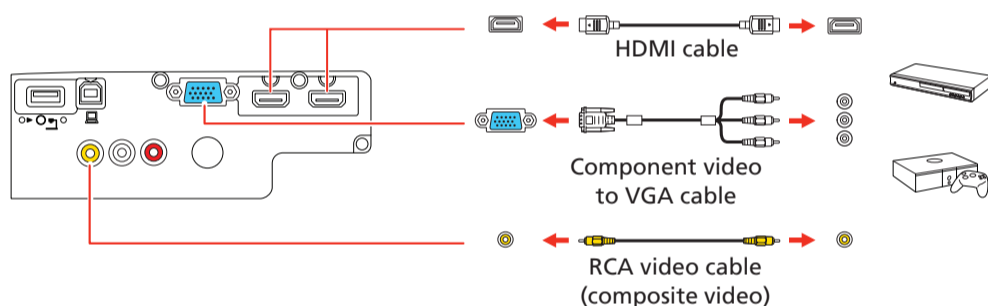 HDMI cable
Component video
to VGA cable
RCA video cable
(composite video)